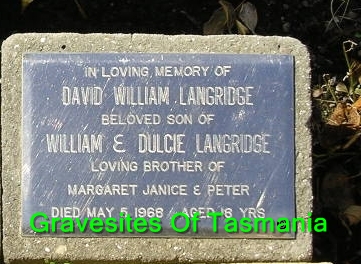 IN LOVING MEMORY OF
DAVID WILLIAM LANGRIDGE
BELOVED SON OF
WILLIAM & DULCIE LANGRIDGE
LOVING BROTHER OF
MARGARET JANICE & PETER
DIED MAY 5 1968 AGED 16 YRS
Gravesites Of Tasmania